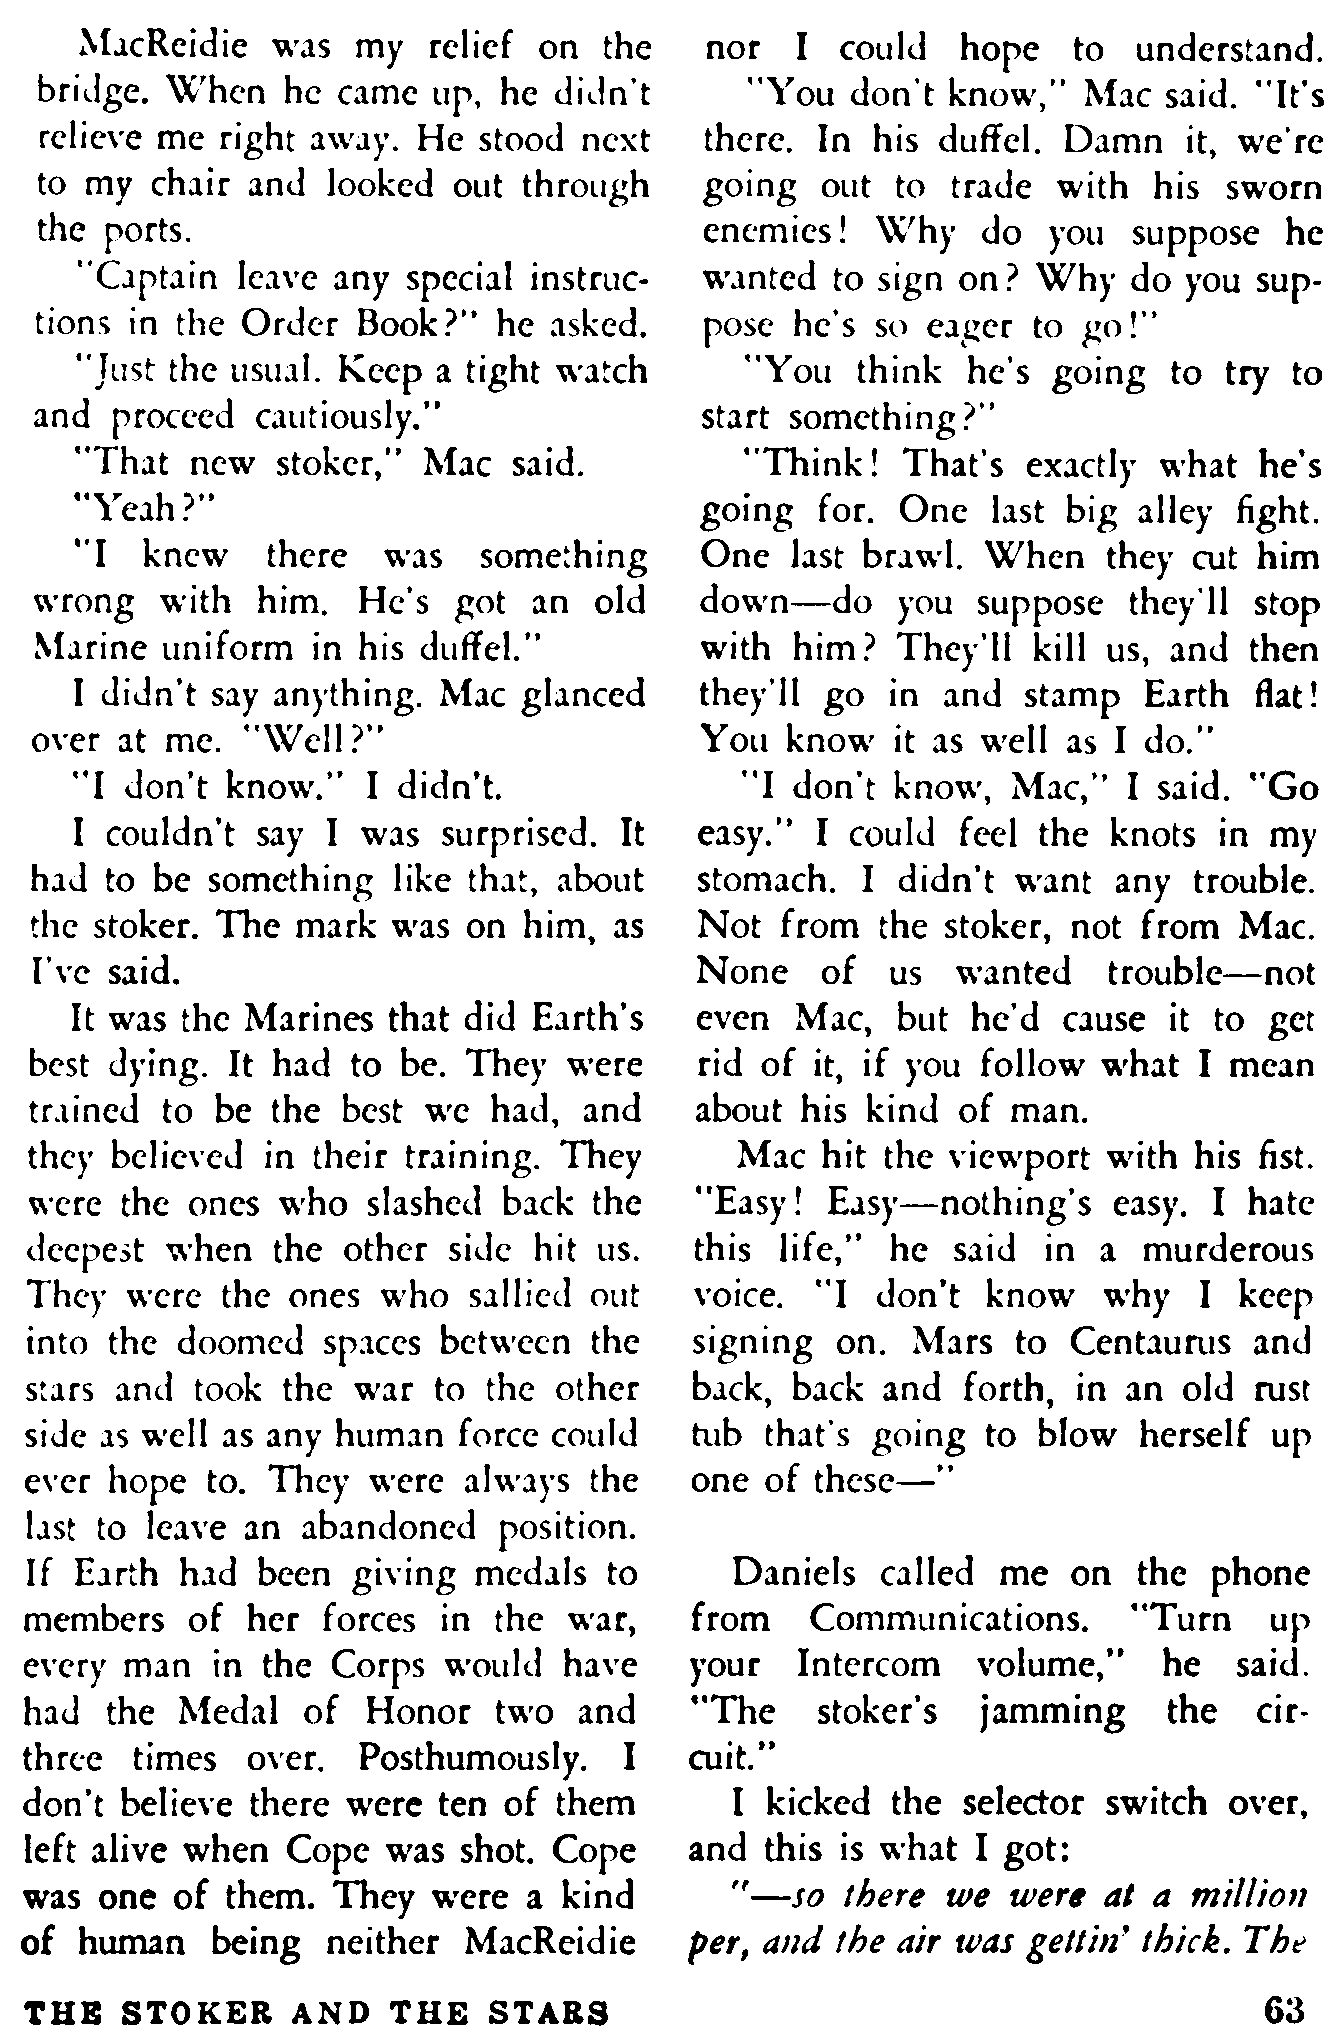 MacReidie was my relief on the
bridge. When he came up, he didn't
relieve me right away. He stood next
to my chair and looked out through
the ports.
"Captain leave any special instruc-
tions in the Order Book?" he asked.
"Just the usual. Keep a tight watch
and proceed cautiously."
"That new stoker," Mac said.
"Yeah?"
"I knew there was something
wrong with him. He's got an old
Marine uniform in his duffel."
I didn't say anything. Mac glanced
over at me. "Well?"
"I don't know." I didn't.
I couldn't say I was surprised. It
had to be something like that, about
the stoker. The mark was on him, as
I've said.
It was the Marines that did Earth's
best dying. It had to be. They were
trained to be the best we had, and
they believed in their training. They
were the ones who slashed back the
deepest when the other side hit us.
They were the ones who sallied out
into the doomed spaces between the
stars and took the war to the other
side as well as any human force could
ever hope to. They were always the
last to leave an abandoned position.
If Earth had been giving medals to
members of her forces in the war,
every man in the Corps would have
had the Medal of Honor two and
three times over. Posthumously. I
don't believe there were ten of them
left alive when Cope was shot. Cope
was one of them. They were a kind
of human being neither MacReidie
nor I could hope to understand.
"You don't know," Mac said. "It's
there. In his duffel. Damn it, we're
going out to trade with his sworn
enemies! Why do you suppose he
wanted to sign on? Why do you sup-
pose he's so eager to go!"
"You think he's going to try to
start something?"
"Think! That's exactly what he's
going for. One last big alley fight.
One last brawl. When they cut him
down—do you suppose they'll stop
with him? They'll kill us, and then
they'll go in and stamp Earth flat!
You know it as well as I do."
"I don't know, Mac," I said. "Go
easy." I could feel the knots in my
stomach. I didn't want any trouble.
Not from the stoker, not from Mac.
None of us wanted trouble—not
even Mac, but he'd cause it to get
rid of it, if you follow what I mean
about his kind of man.
Mac hit the viewport with his fist.
"Easy! Easy—nothing's easy. I hate
this life," he said in a murderous
voice. "I don't know why I keep
signing on. Mars to Centaurus and
back, back and forth, in an old rust
tub that's going to blow herself up
one of these—"
Daniels called me on the phone
from Communications. "Turn up
your Intercom volume," he said.
"The stoker's jamming the cir-
cuit."
I kicked the selector switch over,
and this is what I got:
"—so there we were at a million
per, and the air was gettin' thick. The
THE STOKER AND THE STARS
63